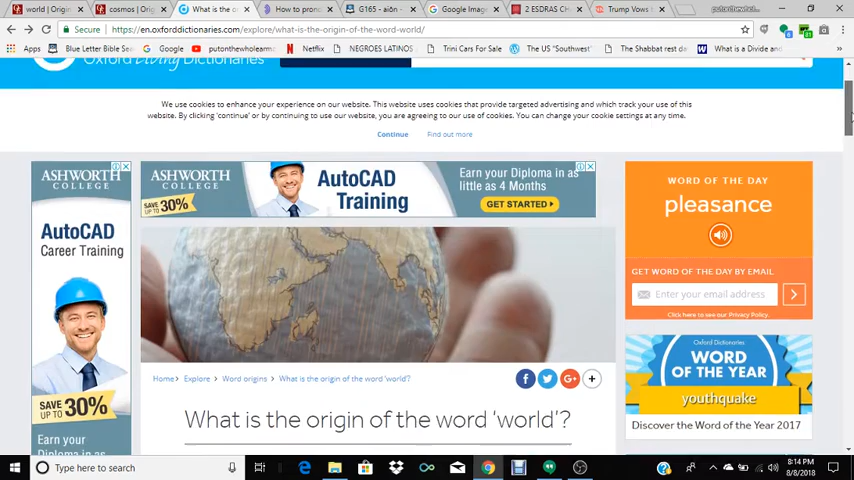 world | Origin
cosmos | Orig
What is the or
How to prono
G165 - aiōn -
Google Image
2 ESDRAS CH
Trump Vows t
putonthewhol
Secure
https://en.oxforddictionaries.com/explore/what-is-the-origin-of-the-word-world/
Apps
Blue Letter Bible Sea
Google
putonthewholearmo
Netflix
NEGROES LATINOS
Trini Cars For Sale
The US "Southwest"
The Shabbat rest da
What is a Divide and
Oxford Living Dictionaries
We use cookies to enhance your experience on our website. This website uses cookies that provide targeted advertising and which track your use of this
website. By clicking 'continue' or by continuing to use our website, you are agreeing to our use of cookies. You can change your cookie settings at any time.
Continue
Find out more
ASHWORTH
COLLEGE
AutoCAD
Career Training
SAVE
UP TO 30%
Earn your
Diploma in as
ASHWORTH
COLLEGE
SAVE
UP TO 30%
AutoCAD
Training
Earn your Diploma in as
little as 4 Months
GET STARTED
Home
Explore
Word origins
What is the origin of the word 'world'?
What is the origin of the word 'world'?
WORD OF THE DAY
pleasance
GET WORD OF THE DAY BY EMAIL
Enter your email address
Click here to see our Privacy Policy.
Oxford Dictionaries
WORD
OF THE YEAR
youthquake
Discover the Word of the Year 2017
Type here to search
8:14 PM
8/8/2018